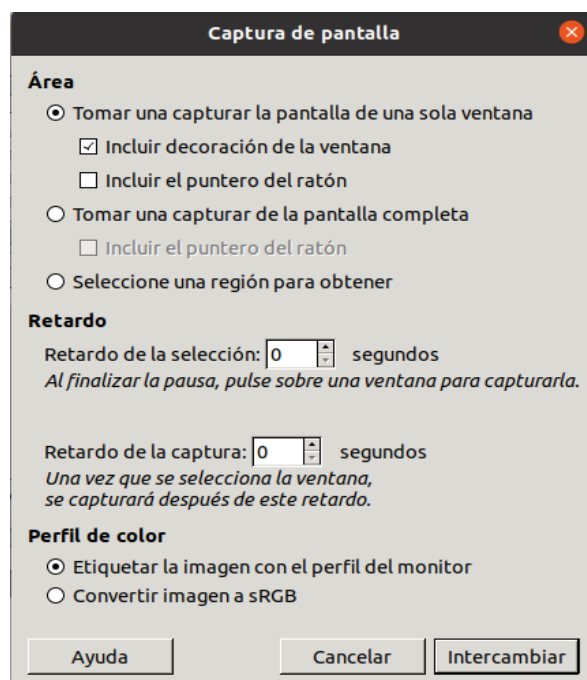 Captura de pantalla
Área
Tomar una capturar la pantalla de una sola ventana
Incluir decoración de la ventana
Incluir el puntero del ratón
Tomar una capturar de la pantalla completa
Incluir el puntero del ratón
Seleccione una región para obtener
Retardo
Retardo de la selección: 0 segundos
Al finalizar la pausa, pulse sobre una ventana para capturarla.
Retardo de la captura: 0 segundos
Una vez que se selecciona la ventana,
se capturará después de este retardo.
Perfil de color
Etiquetar la imagen con el perfil del monitor
Convertir imagen a sRGB
Ayuda Cancelar Intercambiar